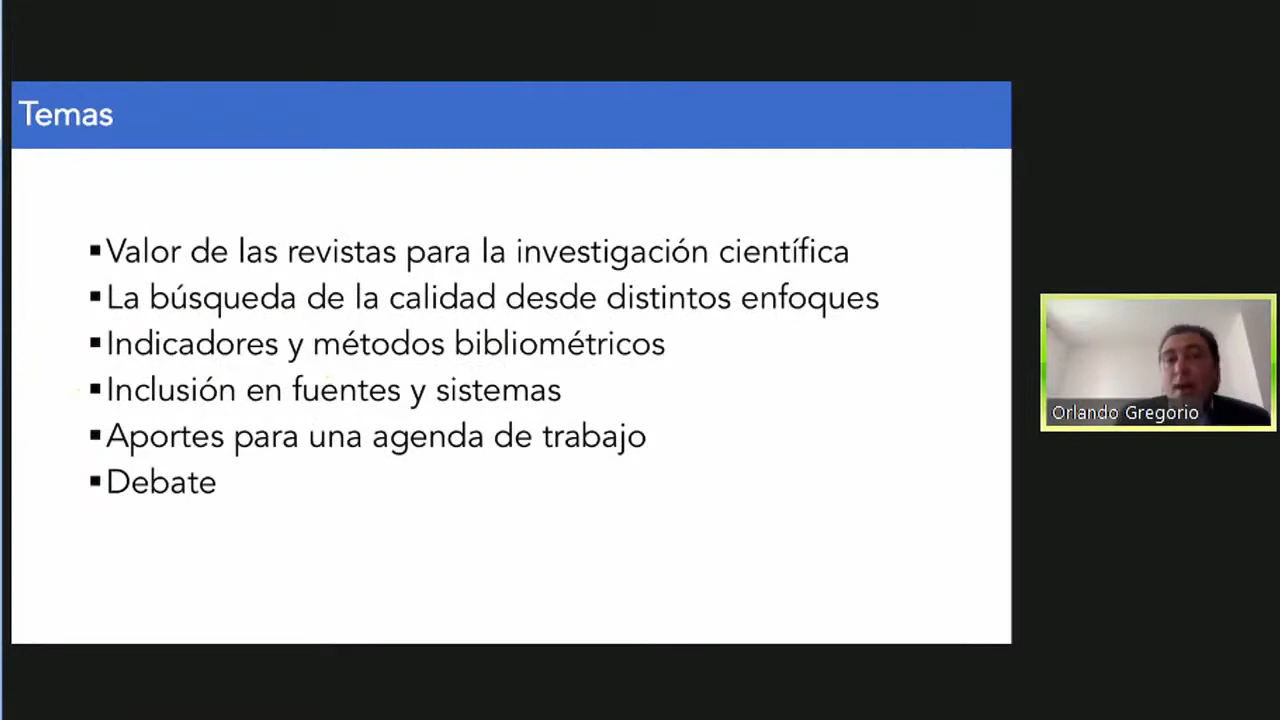 Temas
▪Valor de las revistas para la investigación científica
▪La búsqueda de la calidad desde distintos enfoques
▪Indicadores y métodos bibliométricos
▪Inclusión en fuentes y sistemas
▪Aportes para una agenda de trabajo
▪Debate
Orlando Gregorio